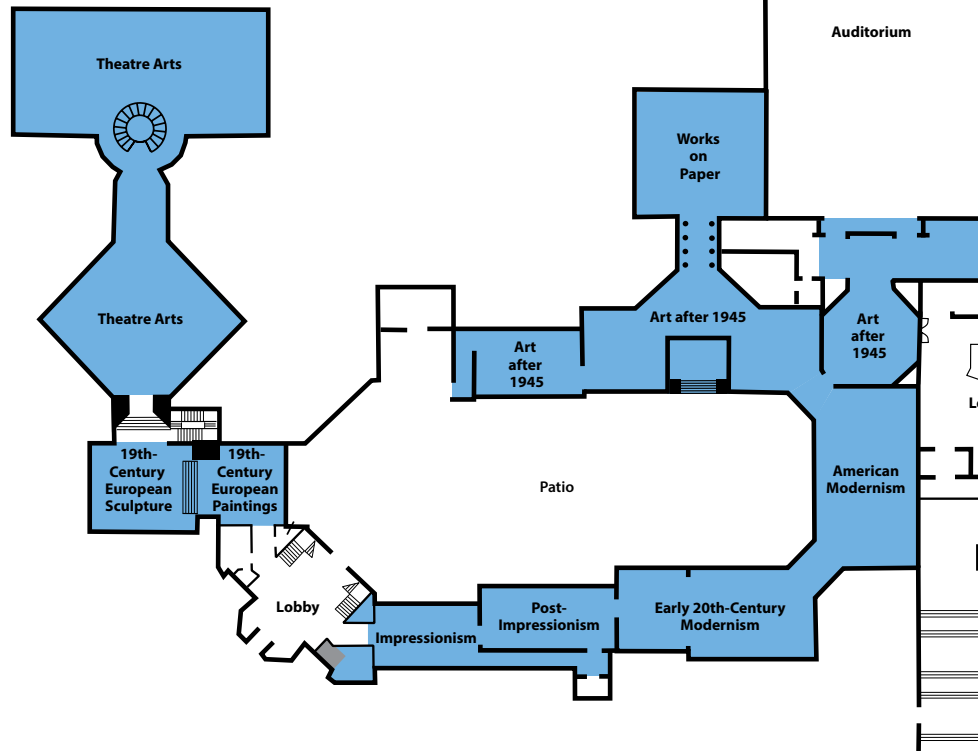 Auditorium
Theatre Arts
Works
on
Paper
Theatre Arts
Art after 1945
Art
after
1945
Art
after
1945
19th-
Century
European
Sculpture
19th-
Century
European
Paintings
American
Modernism
Patio
Lobby
Impressionism
Post-
Impressionism
Early 20th-Century
Modernism